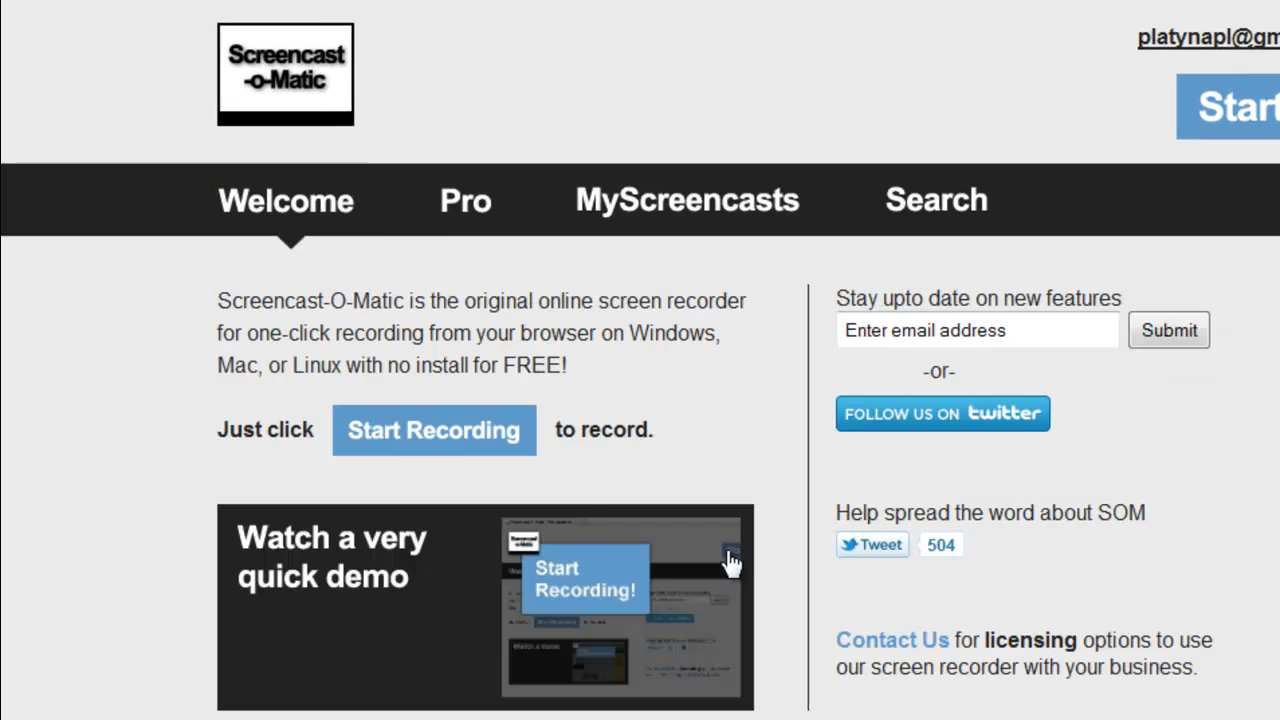 Screencast
-o-Matic
platynapl@gm
Start
Welcome
Pro
MyScreencasts
Search
Screencast-O-Matic is the original online screen recorder
for one-click recording from your browser on Windows,
Mac, or Linux with no install for FREE!
Just click Start Recording to record.
Watch a very
quick demo
Start
Recording!
Stay upto date on new features
Enter email address
Submit
-or-
FOLLOW US ON twitter
Help spread the word about SOM
Tweet 504
Contact Us for licensing options to use
our screen recorder with your business.